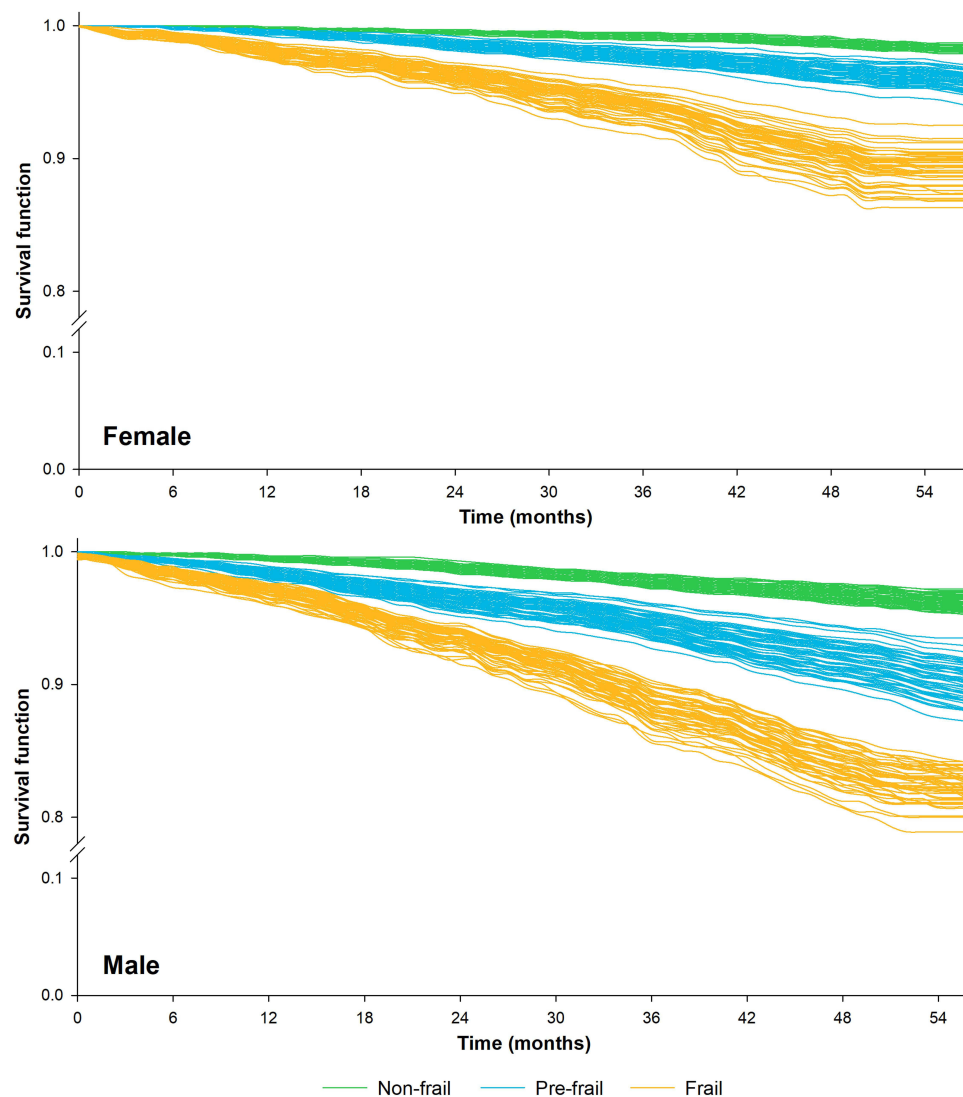 1.0
0.9
0.8
0.1
0.0
Survival function
Female
0 6 12 18 24 30 36 42 48 54
Time (months)
1.0
0.9
0.8
0.1
0.0
Survival function
Male
0 6 12 18 24 30 36 42 48 54
Time (months)
Non-frail Pre-frail Frail